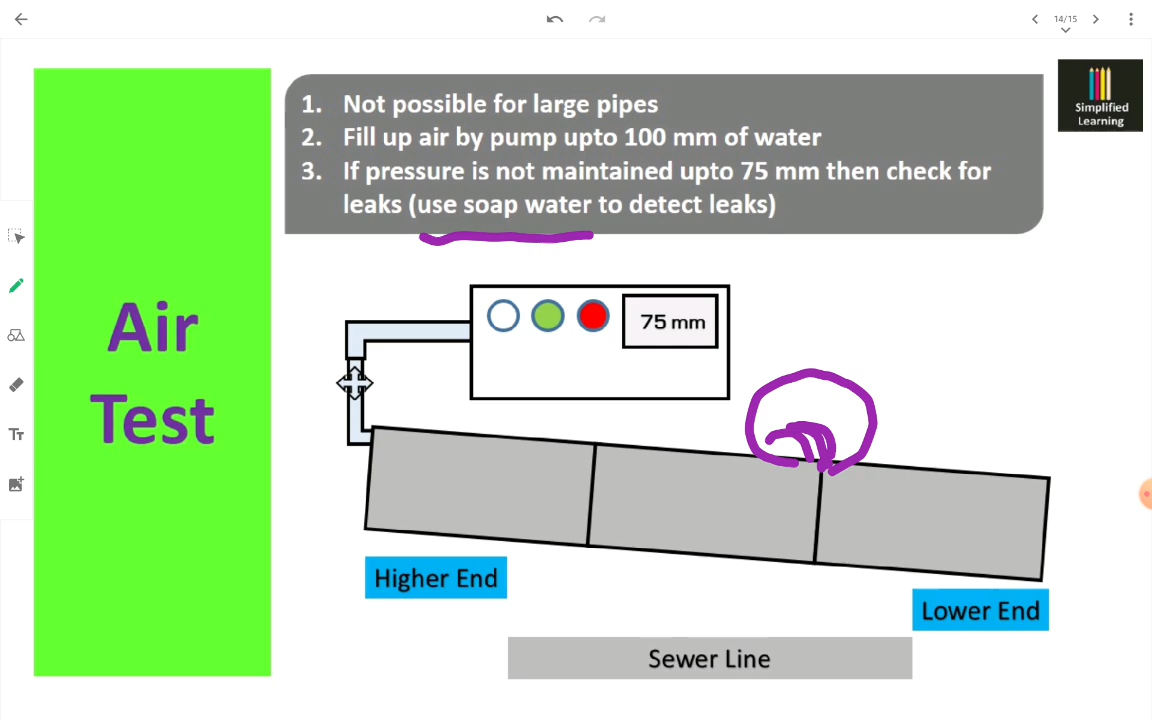 14/15
Simplified
Learning
1. Not possible for large pipes
2. Fill up air by pump upto 100 mm of water
3. If pressure is not maintained upto 75 mm then check for
leaks (use soap water to detect leaks)
Air
Test
75 mm
Tт
Higher End
Lower End
Sewer Line